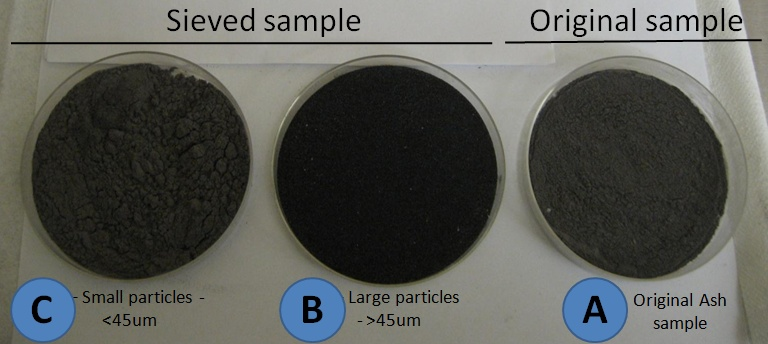 Sieved sample
Original sample
C
- Small particles -
<45um
B
Large particles
- >45um
A
Original Ash
sample